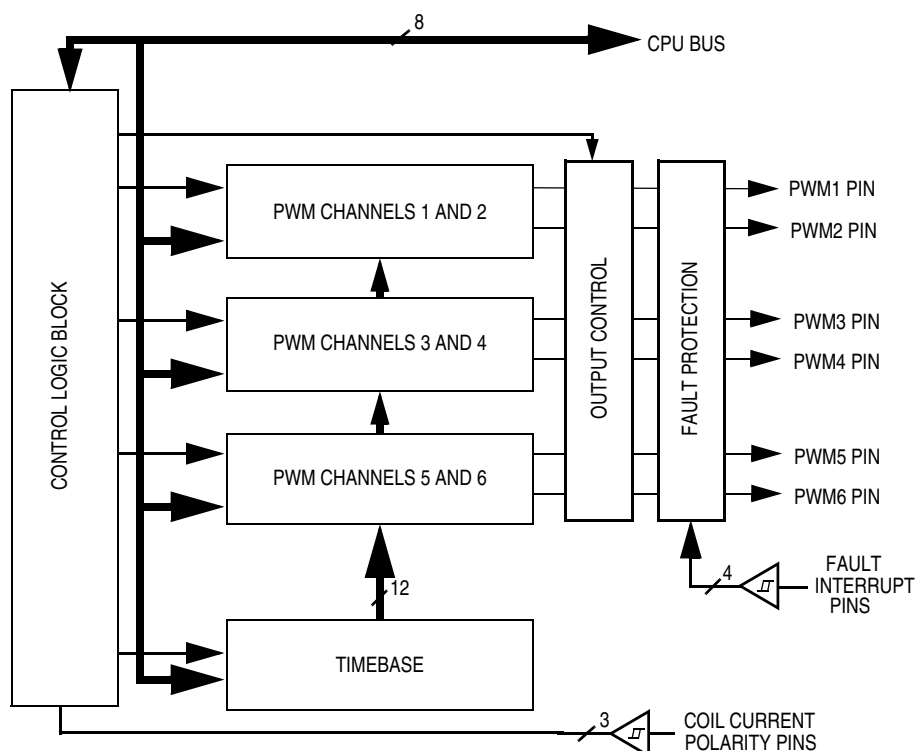 8
CPU BUS
CONTROL LOGIC BLOCK
PWM CHANNELS 1 AND 2
PWM CHANNELS 3 AND 4
PWM CHANNELS 5 AND 6
12
TIMEBASE
OUTPUT CONTROL
FAULT PROTECTION
PWM1 PIN
PWM2 PIN
PWM3 PIN
PWM4 PIN
PWM5 PIN
PWM6 PIN
4
FAULT
INTERRUPT
PINS
3
COIL CURRENT
POLARITY PINS